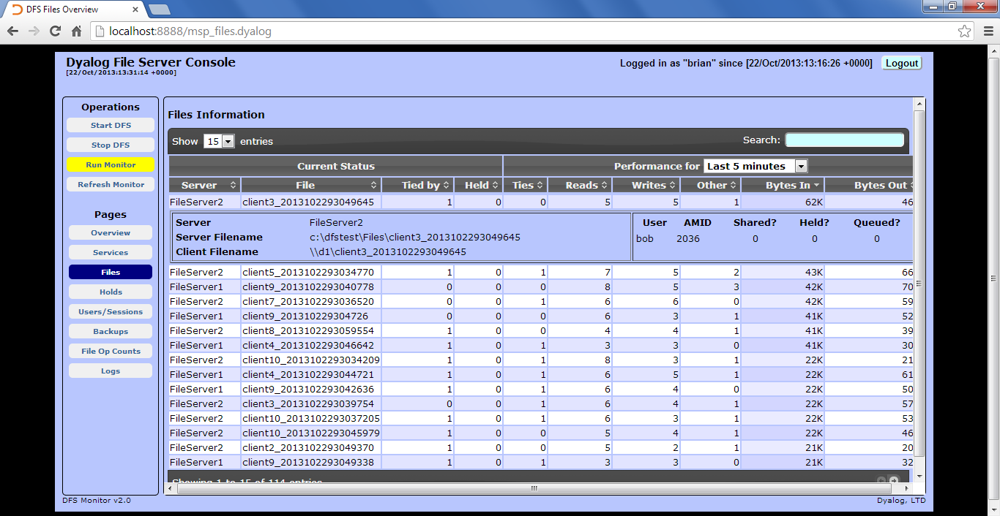 DFS Files Overview
localhost:8888/msp_files.dyalog
Dyalog File Server Console
[22/Oct/2013:13:31:14 +0000]
Logged in as "brian" since [22/Oct/2013:13:16:26 +0000] Logout
Operations
Start DFS
Stop DFS
Run Monitor
Refresh Monitor
Pages
Overview
Services
Files
Holds
Users/Sessions
Backups
File Op Counts
Logs
Files Information
Show 15 entries Search:
Current Status Performance for Last 5 minutes
Server File Tied by Held Ties Reads Writes Other Bytes In Bytes Out
FileServer2 client3_2013102293049645 1 0 0 5 5 1 62K 46
Server FileServer2
Server Filename c:\dfstest\Files\client3_2013102293049645
Client Filename \\d1\client3_2013102293049645
User AMID Shared? Held? Queued?
bob 2036 0 0 0
FileServer2 client5_2013102293034770 1 0 1 7 5 2 43K 66
FileServer1 client9_2013102293040778 0 0 0 8 5 3 42K 70
FileServer2 client7_2013102293036520 0 0 1 6 6 0 42K 59
FileServer1 client9_201310229304726 0 0 0 6 3 1 41K 52
FileServer2 client8_2013102293059554 1 0 0 4 4 1 41K 39
FileServer1 client4_2013102293046642 1 0 1 3 3 0 41K 30
FileServer2 client10_2013102293034209 1 0 1 8 3 1 22K 21
FileServer1 client4_2013102293044721 1 0 1 6 5 1 22K 61
FileServer1 client9_2013102293042636 1 0 1 6 4 0 22K 50
FileServer2 client3_2013102293039754 0 0 1 6 4 1 22K 57
FileServer2 client10_2013102293037205 1 0 1 6 3 1 22K 53
FileServer2 client10_2013102293045979 1 0 0 5 4 1 22K 46
FileServer2 client2_2013102293049370 1 0 0 5 2 1 21K 20
FileServer1 client9_2013102293049338 1 0 1 3 3 0 21K 32
Showing 1 to 15 of 114 entries
DFS Monitor v2.0 Dyalog, LTD